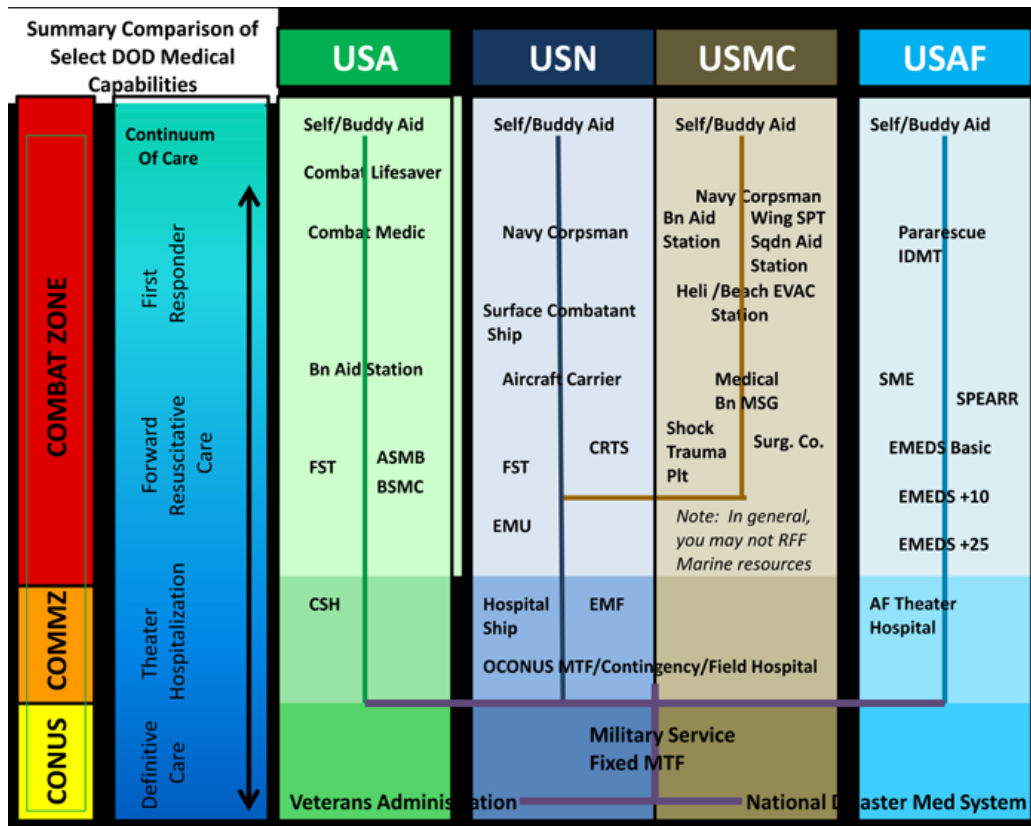 Summary Comparison of
Select DOD Medical
Capabilities
USA
USN
USMC
USAF
COMBAT ZONE
COMMZ
CONUS
Continuum
Of Care
First
Responder
Forward
Resuscitative
Care
Theater
Hospitalization
Definitive
Care
Self/Buddy Aid
Combat Lifesaver
Combat Medic
Bn Aid Station
FST
ASMB
BSMC
CSH
Self/Buddy Aid
Navy Corpsman
Surface Combatant
Ship
Aircraft Carrier
CRTS
FST
EMU
Hospital
Ship
EMF
OCONUS MTF/Contingency/Field Hospital
Self/Buddy Aid
Navy Corpsman
Bn Aid
Station
Wing SPT
Sqdn Aid
Station
Heli /Beach EVAC
Station
Medical
Bn MSG
Shock
Trauma
Plt
Surg. Co.
Note: In general,
you may not RFF
Marine resources
Self/Buddy Aid
Pararescue
IDMT
SME
SPEARR
EMEDS Basic
EMEDS +10
EMEDS +25
AF Theater
Hospital
Military Service
Fixed MTF
Veterans Administration
National Disaster Med System